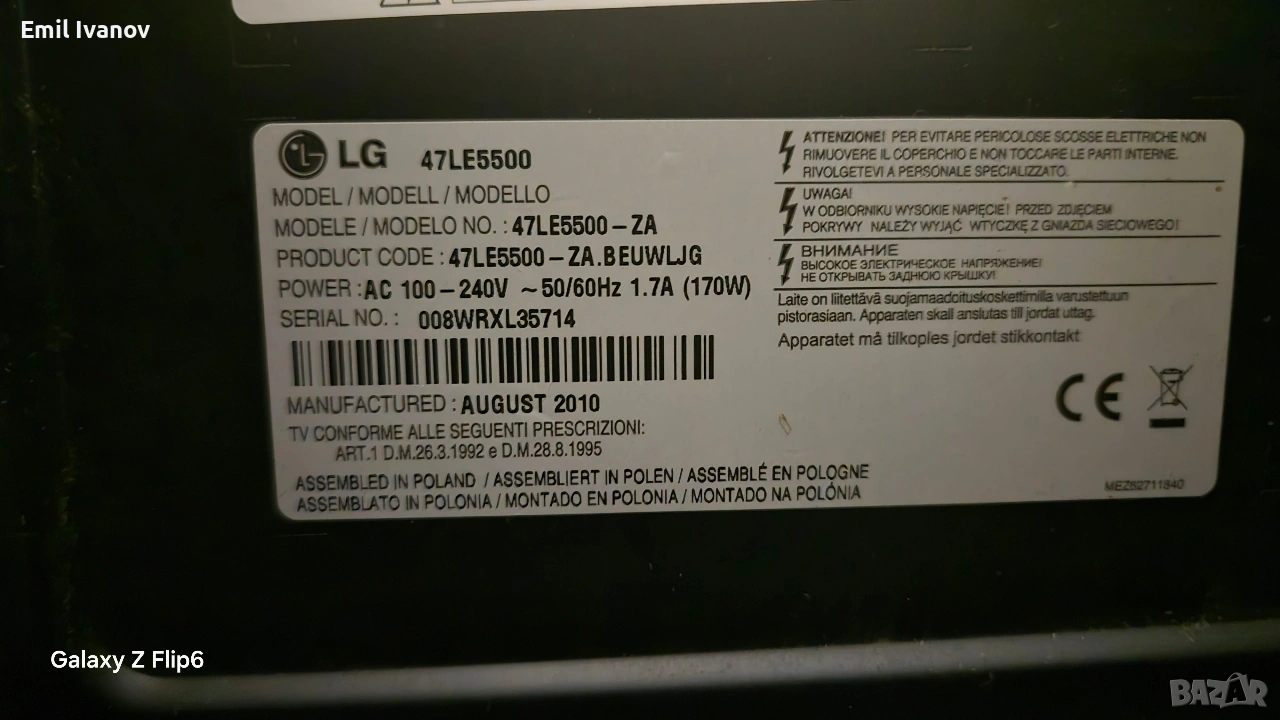 Emil Ivanov
LG 47LE5500
MODEL / MODELL / MODELLO
MODELE / MODELO NO. : 47LE5500-ZA
PRODUCT CODE : 47LE5500-ZA.BEUWLJG
POWER : AC 100-240V ~50/60Hz 1.7A (170W)
SERIAL NO. : 008WRXL35714
MANUFACTURED : AUGUST 2010
TV CONFORME ALLE SEGUENTI PRESCRIZIONI:
ART.1 D.M.26.3.1992 e D.M.28.8.1995
ASSEMBLED IN POLAND / ASSEMBLIERT IN POLEN / ASSEMBLÉ EN POLOGNE
ASSEMBLATO IN POLONIA / MONTADO EN POLONIA / MONTADO NA POLÓNIA
ATTENZIONE! PER EVITARE PERICOLOSE SCOSSE ELETTRICHE NON
RIMUOVERE IL COPERCHIO E NON TOCCARE LE PARTI INTERNE.
RIVOLGETEVI A PERSONALE SPECIALIZZATO.
UWAGA!
W ODBIORNIKU WYSOKIE NAPIĘCIE! PRZED ZDJĘCIEM
POKRYWY NALEŻY WYJĄĆ WTYCZKĘ Z GNIAZDA SIECIOWEGO!
ВНИМАНИЕ
ВЫСОКОЕ ЭЛЕКТРИЧЕСКОЕ НАПРЯЖЕНИЕ!
НЕ ОТКРЫВАТЬ ЗАДНЮЮ КРЫШКУ!
Laite on liitettävä suojamaadoituskoskettimilla varustettuun
pistorasiaan. Apparaten skall anslutas till jordat uttag.
Apparatet må tilkoples jordet stikkontakt
CE
MEZ62711840
Galaxy Z Flip6
BAZAR